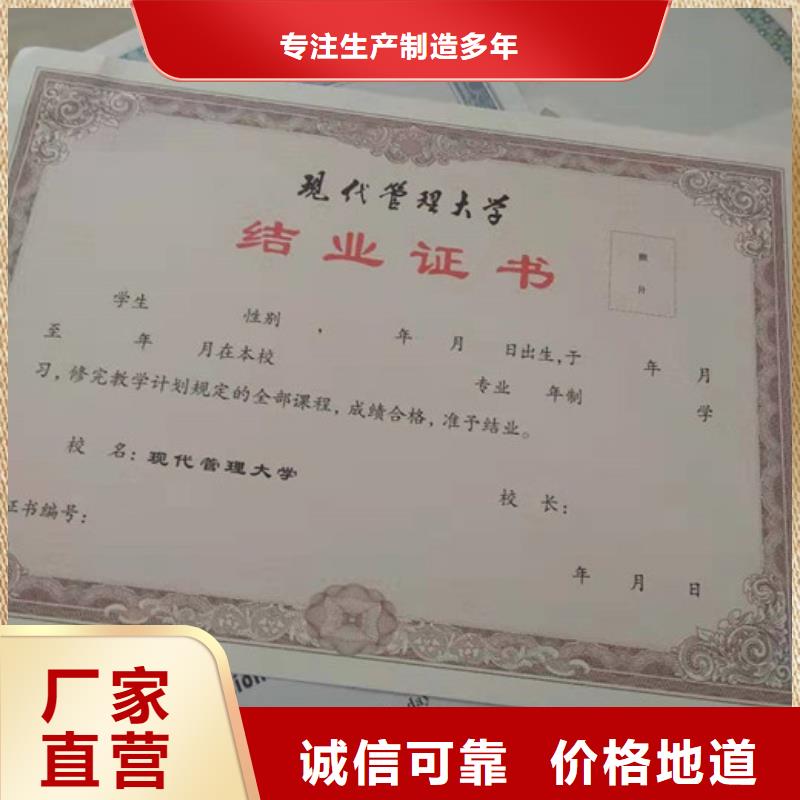 专注生产制造多年
现代管理大学
结业证书
照
片
学生 性别 , 年 月 日出生,于 年 月
至 年 月在本校 专业 年制 学
习,修完教学计划规定的全部课程,成绩合格,准予结业。
校 名:现代管理大学
校 长:
证书编号:
年 月 日
厂家
直营
诚信可靠 价格地道